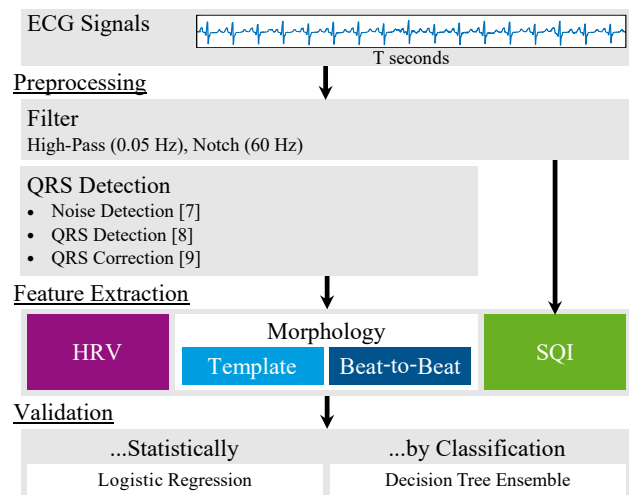 ECG Signals
T seconds
Preprocessing
Filter
High-Pass (0.05 Hz), Notch (60 Hz)
QRS Detection
• Noise Detection [7]
• QRS Detection [8]
• QRS Correction [9]
Feature Extraction
HRV
Morphology
Template
Beat-to-Beat
SQI
Validation
...Statistically
Logistic Regression
...by Classification
Decision Tree Ensemble